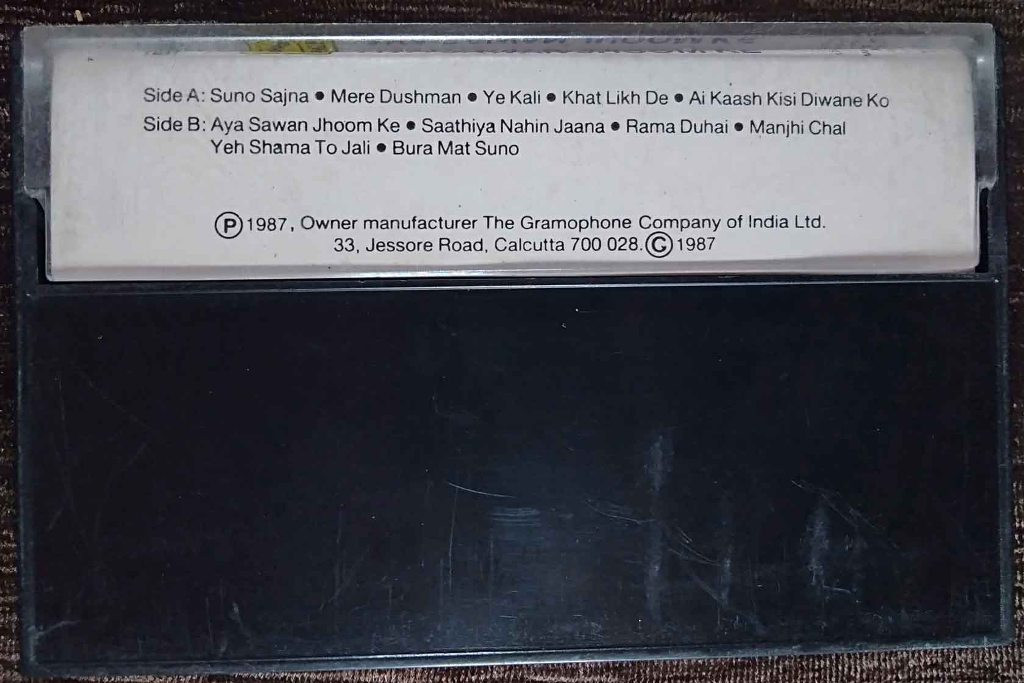 Side A: Suno Sajna • Mere Dushman • Ye Kali • Khat Likh De • Ai Kaash Kisi Diwane Ko
Side B: Aya Sawan Jhoom Ke • Saathiya Nahin Jaana • Rama Duhai • Manjhi Chal
Yeh Shama To Jali • Bura Mat Suno
Ⓟ 1987, Owner manufacturer The Gramophone Company of India Ltd.
33, Jessore Road, Calcutta 700 028. Ⓒ 1987